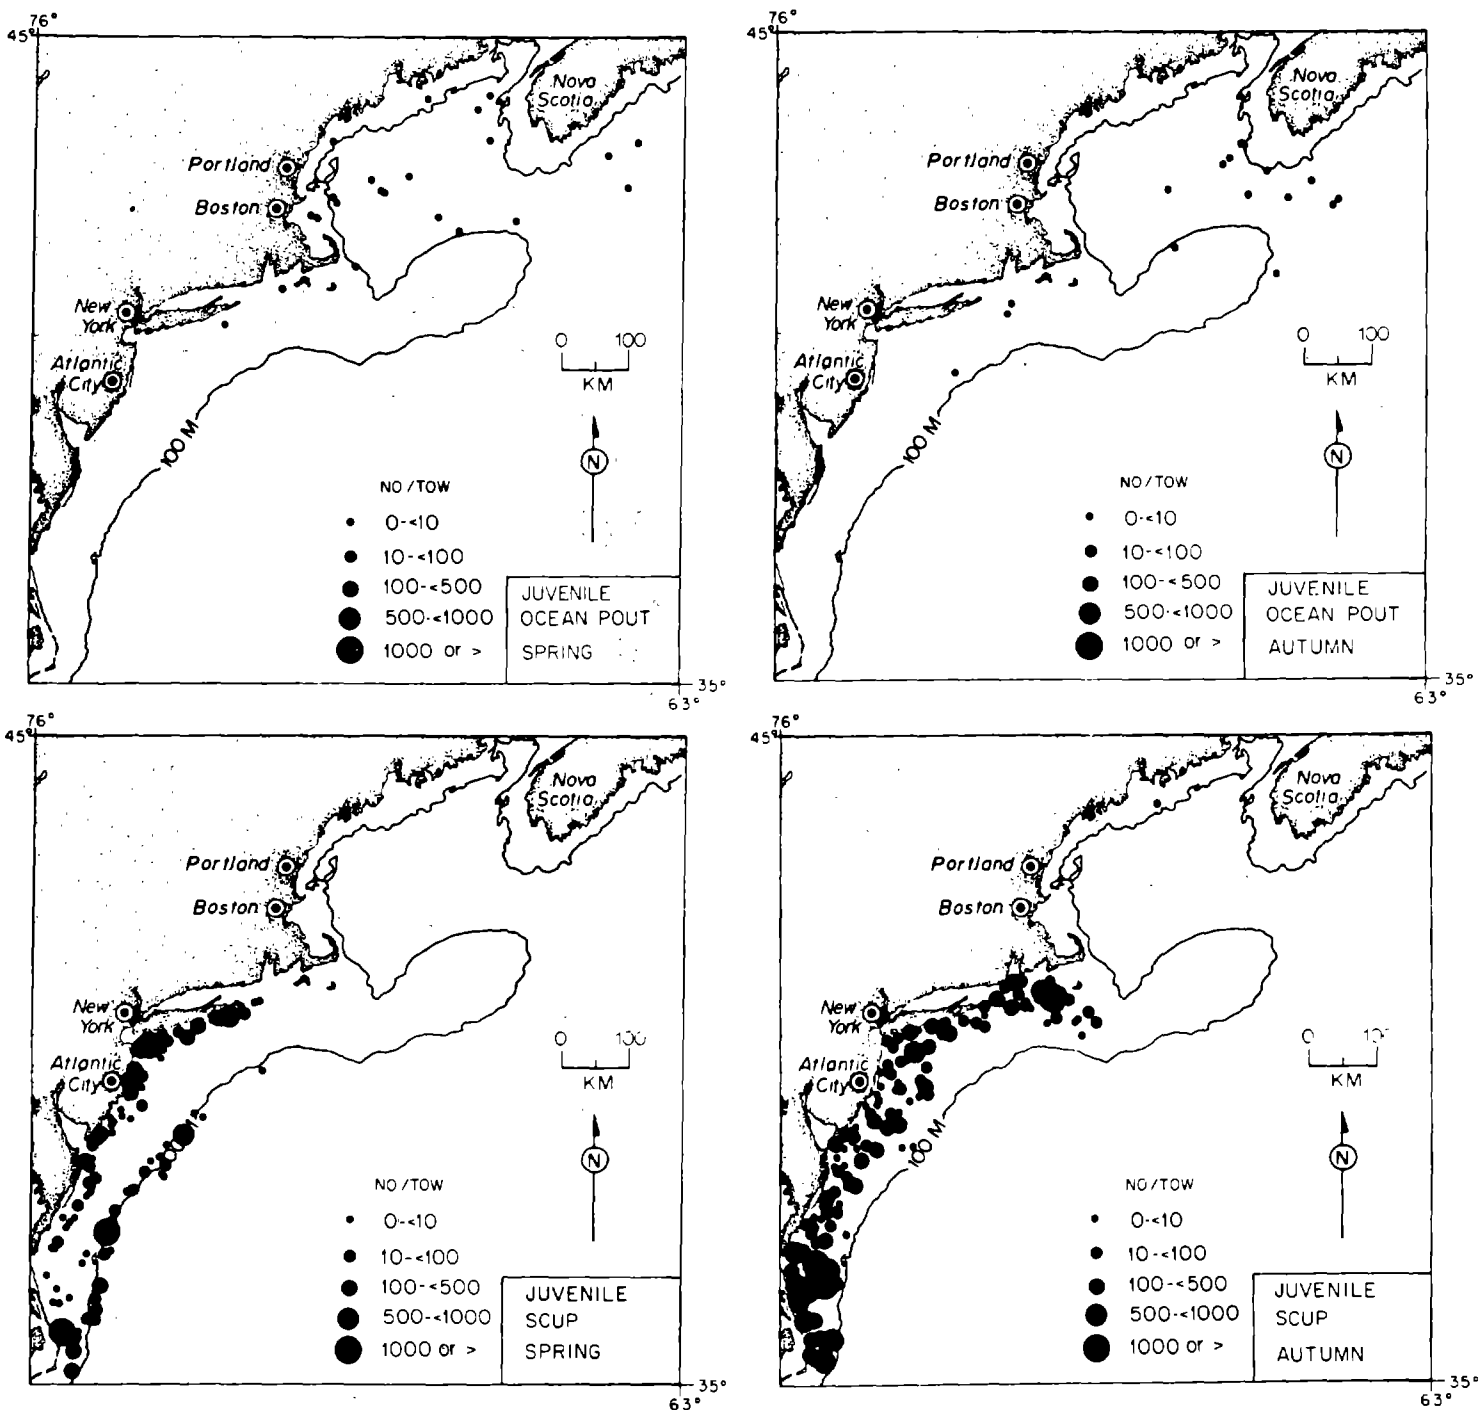 76°
45°
Nova
Scotia
Portland
Boston
New
York
Atlantic
City
0 100
KM
100 M
N
NO/TOW
0-<10
10-<100
100-<500
500-<1000
1000 or >
JUVENILE
OCEAN POUT
SPRING
35°
63°
76°
45°
Nova
Scotia
Portland
Boston
New
York
Atlantic
City
0 100
KM
100 M
N
NO/TOW
0-<10
10-<100
100-<500
500-<1000
1000 or >
JUVENILE
OCEAN POUT
AUTUMN
35°
63°
76°
45°
Nova
Scotia
Portland
Boston
New
York
Atlantic
City
0 100
KM
N
NO/TOW
0-<10
10-<100
100-<500
500-<1000
1000 or >
JUVENILE
SCUP
SPRING
35°
63°
76°
45°
Nova
Scotia
Portland
Boston
New
York
Atlantic
City
0 10
KM
100 M
N
NO/TOW
0-<10
10-<100
100-<500
500-<1000
1000 or >
JUVENILE
SCUP
AUTUMN
35°
63°